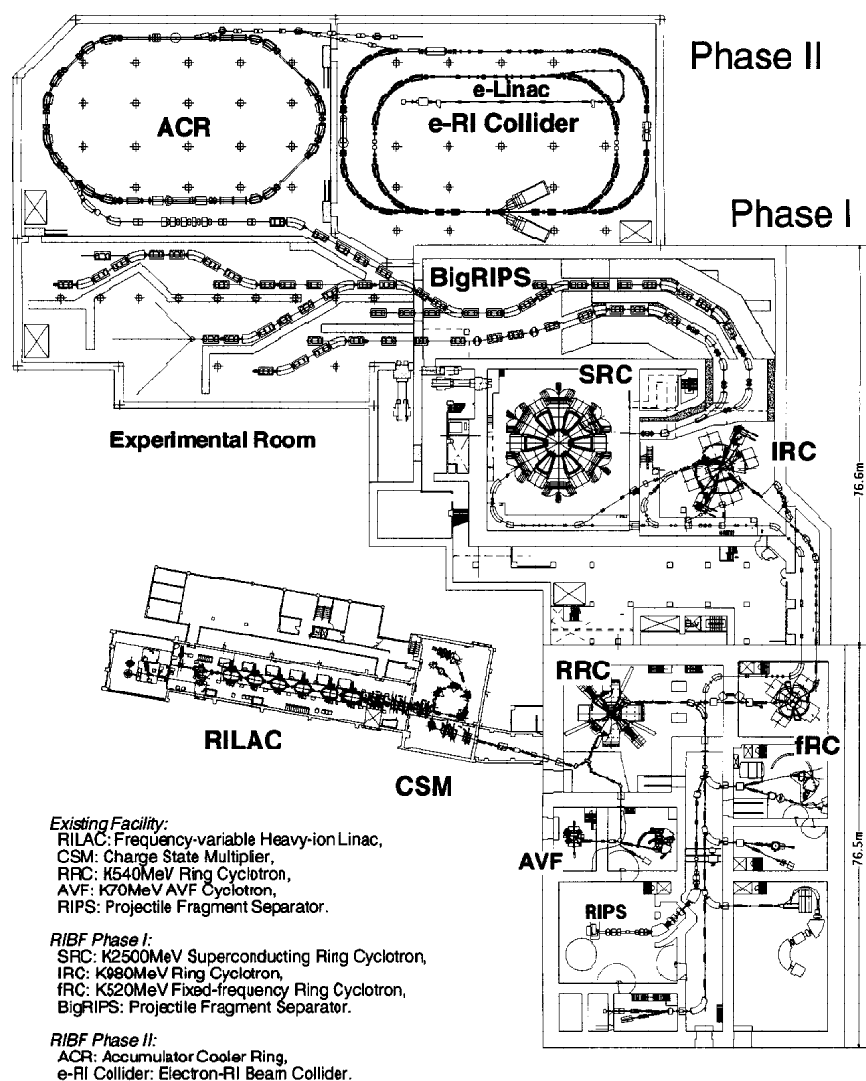 Phase II
ACR
e-Linac
e-RI Collider
Phase I
BigRIPS
SRC
Experimental Room
IRC
76.6m
RRC
RILAC
fRC
CSM
AVF
76.5m
RIPS
Existing Facility:
RILAC: Frequency-variable Heavy-ion Linac,
CSM: Charge State Multiplier,
RRC: K540MeV Ring Cyclotron,
AVF: K70MeV AVF Cyclotron,
RIPS: Projectile Fragment Separator.
RIBF Phase I:
SRC: K2500MeV Superconducting Ring Cyclotron,
IRC: K980MeV Ring Cyclotron,
fRC: K520MeV Fixed-frequency Ring Cyclotron,
BigRIPS: Projectile Fragment Separator.
RIBF Phase II:
ACR: Accumulator Cooler Ring,
e-RI Collider: Electron-RI Beam Collider.